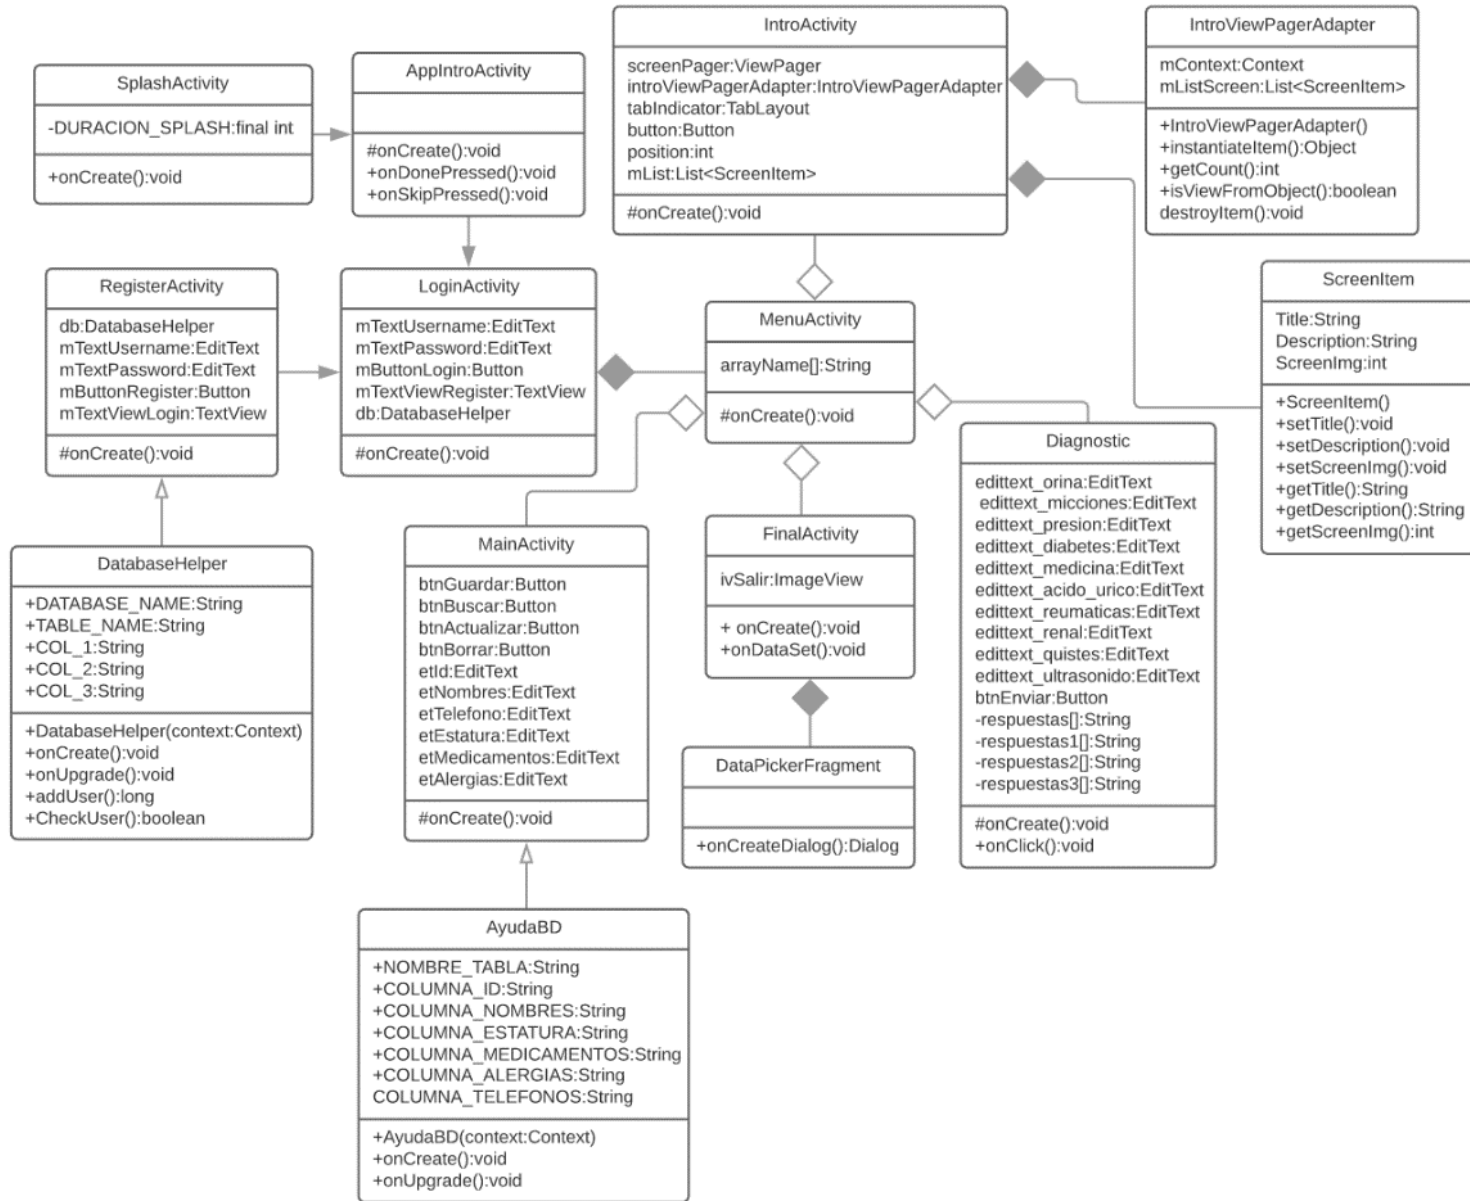 SplashActivity
-DURACION_SPLASH:final int
+onCreate():void
AppIntroActivity
#onCreate():void
+onDonePressed():void
+onSkipPressed():void
IntroActivity
screenPager:ViewPager
introViewPagerAdapter:IntroViewPagerAdapter
tabIndicator:TabLayout
button:Button
position:int
mList:List<ScreenItem>
#onCreate():void
IntroViewPagerAdapter
mContext:Context
mListScreen:List<ScreenItem>
+IntroViewPagerAdapter()
+instantiateItem():Object
+getCount():int
+isViewFromObject():boolean
destroyItem():void
RegisterActivity
db:DatabaseHelper
mTextUsername:EditText
mTextPassword:EditText
mButtonRegister:Button
mTextViewLogin:TextView
#onCreate():void
LoginActivity
mTextUsername:EditText
mTextPassword:EditText
mButtonLogin:Button
mTextViewRegister:TextView
db:DatabaseHelper
#onCreate():void
MenuActivity
arrayName[]:String
#onCreate():void
ScreenItem
Title:String
Description:String
ScreenImg:int
+ScreenItem()
+setTitle():void
+setDescription():void
+setScreenImg():void
+getTitle():String
+getDescription():String
+getScreenImg():int
DatabaseHelper
+DATABASE_NAME:String
+TABLE_NAME:String
+COL_1:String
+COL_2:String
+COL_3:String
+DatabaseHelper(context:Context)
+onCreate():void
+onUpgrade():void
+addUser():long
+CheckUser():boolean
MainActivity
btnGuardar:Button
btnBuscar:Button
btnActualizar:Button
btnBorrar:Button
etId:EditText
etNombres:EditText
etTelefono:EditText
etEstatura:EditText
etMedicamentos:EditText
etAlergias:EditText
#onCreate():void
FinalActivity
ivSalir:ImageView
+ onCreate():void
+onDataSet():void
DataPickerFragment
+onCreateDialog():Dialog
Diagnostic
edittext_orina:EditText
edittext_micciones:EditText
edittext_presion:EditText
edittext_diabetes:EditText
edittext_medicina:EditText
edittext_acido_urico:EditText
edittext_reumaticas:EditText
edittext_renal:EditText
edittext_quistes:EditText
edittext_ultrasonido:EditText
btnEnviar:Button
-respuestas[]:String
-respuestas1[]:String
-respuestas2[]:String
-respuestas3[]:String
#onCreate():void
+onClick():void
AyudaBD
+NOMBRE_TABLA:String
+COLUMNA_ID:String
+COLUMNA_NOMBRES:String
+COLUMNA_ESTATURA:String
+COLUMNA_MEDICAMENTOS:String
+COLUMNA_ALERGIAS:String
COLUMNA_TELEFONOS:String
+AyudaBD(context:Context)
+onCreate():void
+onUpgrade():void